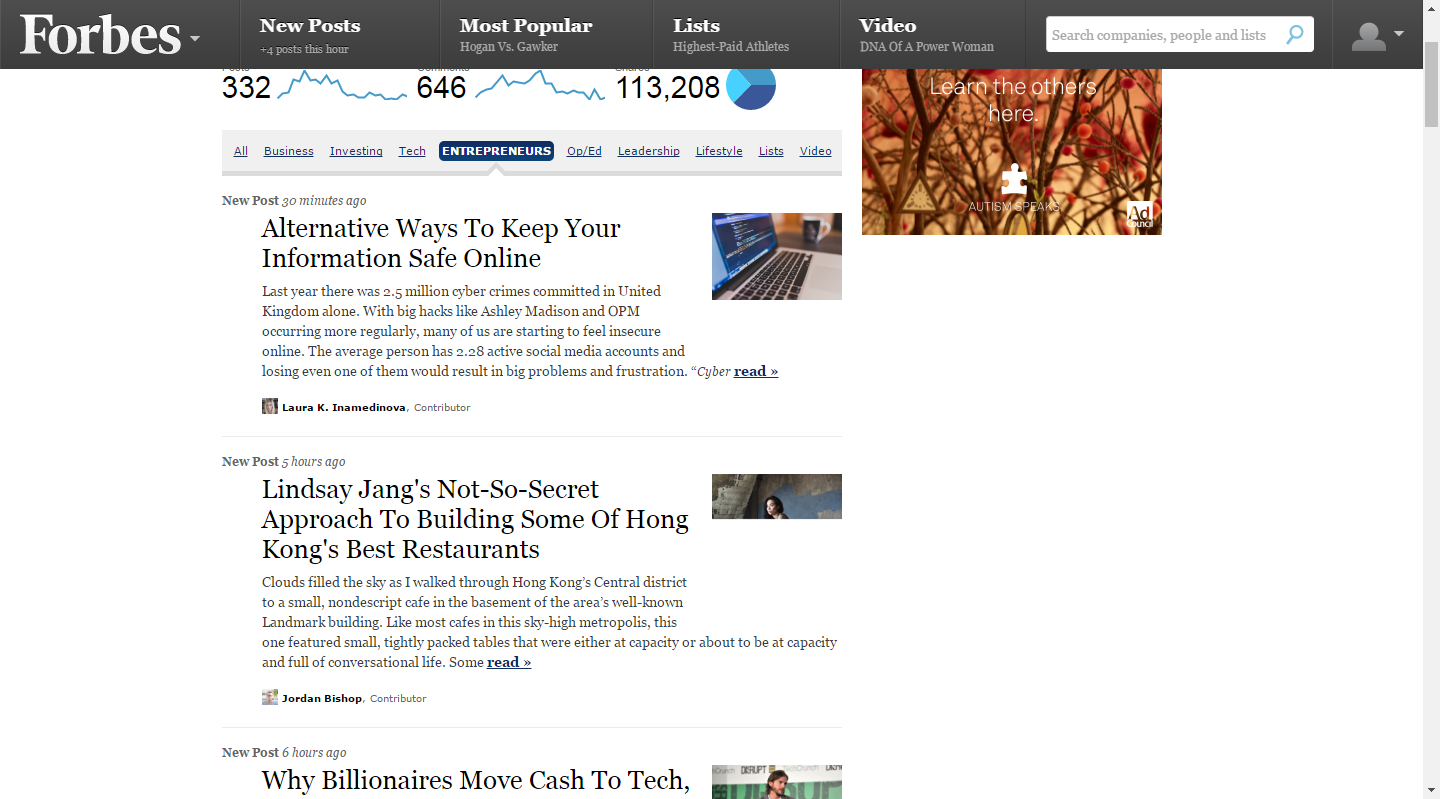 Forbes
New Posts
+4 posts this hour
Most Popular
Hogan Vs. Gawker
Lists
Highest-Paid Athletes
Video
DNA Of A Power Woman
Search companies, people and lists
332
646
113,208
Learn the others
here.
AUTISM SPEAKS
Ad
Council
All Business Investing Tech ENTREPRENEURS Op/Ed Leadership Lifestyle Lists Video
New Post 30 minutes ago
Alternative Ways To Keep Your
Information Safe Online
Last year there was 2.5 million cyber crimes committed in United
Kingdom alone. With big hacks like Ashley Madison and OPM
occurring more regularly, many of us are starting to feel insecure
online. The average person has 2.28 active social media accounts and
losing even one of them would result in big problems and frustration. “Cyber read »
Laura K. Inamedinova, Contributor
New Post 5 hours ago
Lindsay Jang's Not-So-Secret
Approach To Building Some Of Hong
Kong's Best Restaurants
Clouds filled the sky as I walked through Hong Kong’s Central district
to a small, nondescript cafe in the basement of the area’s well-known
Landmark building. Like most cafes in this sky-high metropolis, this
one featured small, tightly packed tables that were either at capacity or about to be at capacity
and full of conversational life. Some read »
Jordan Bishop, Contributor
New Post 6 hours ago
Why Billionaires Move Cash To Tech,
DISRUPT